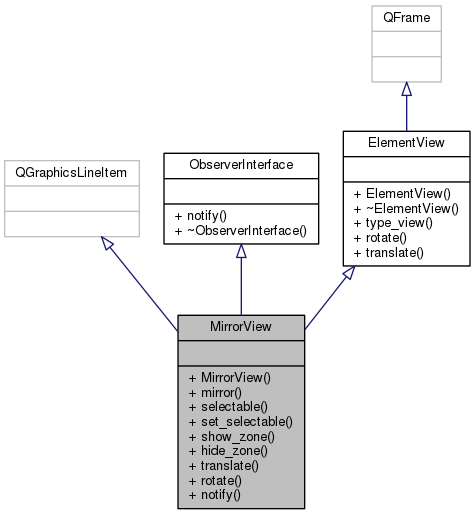 QFrame
ElementView
+ ElementView()
+ ~ElementView()
+ type_view()
+ rotate()
+ translate()
ObserverInterface
+ notify()
+ ~ObserverInterface()
QGraphicsLineItem
MirrorView
+ MirrorView()
+ mirror()
+ selectable()
+ set_selectable()
+ show_zone()
+ hide_zone()
+ translate()
+ rotate()
+ notify()